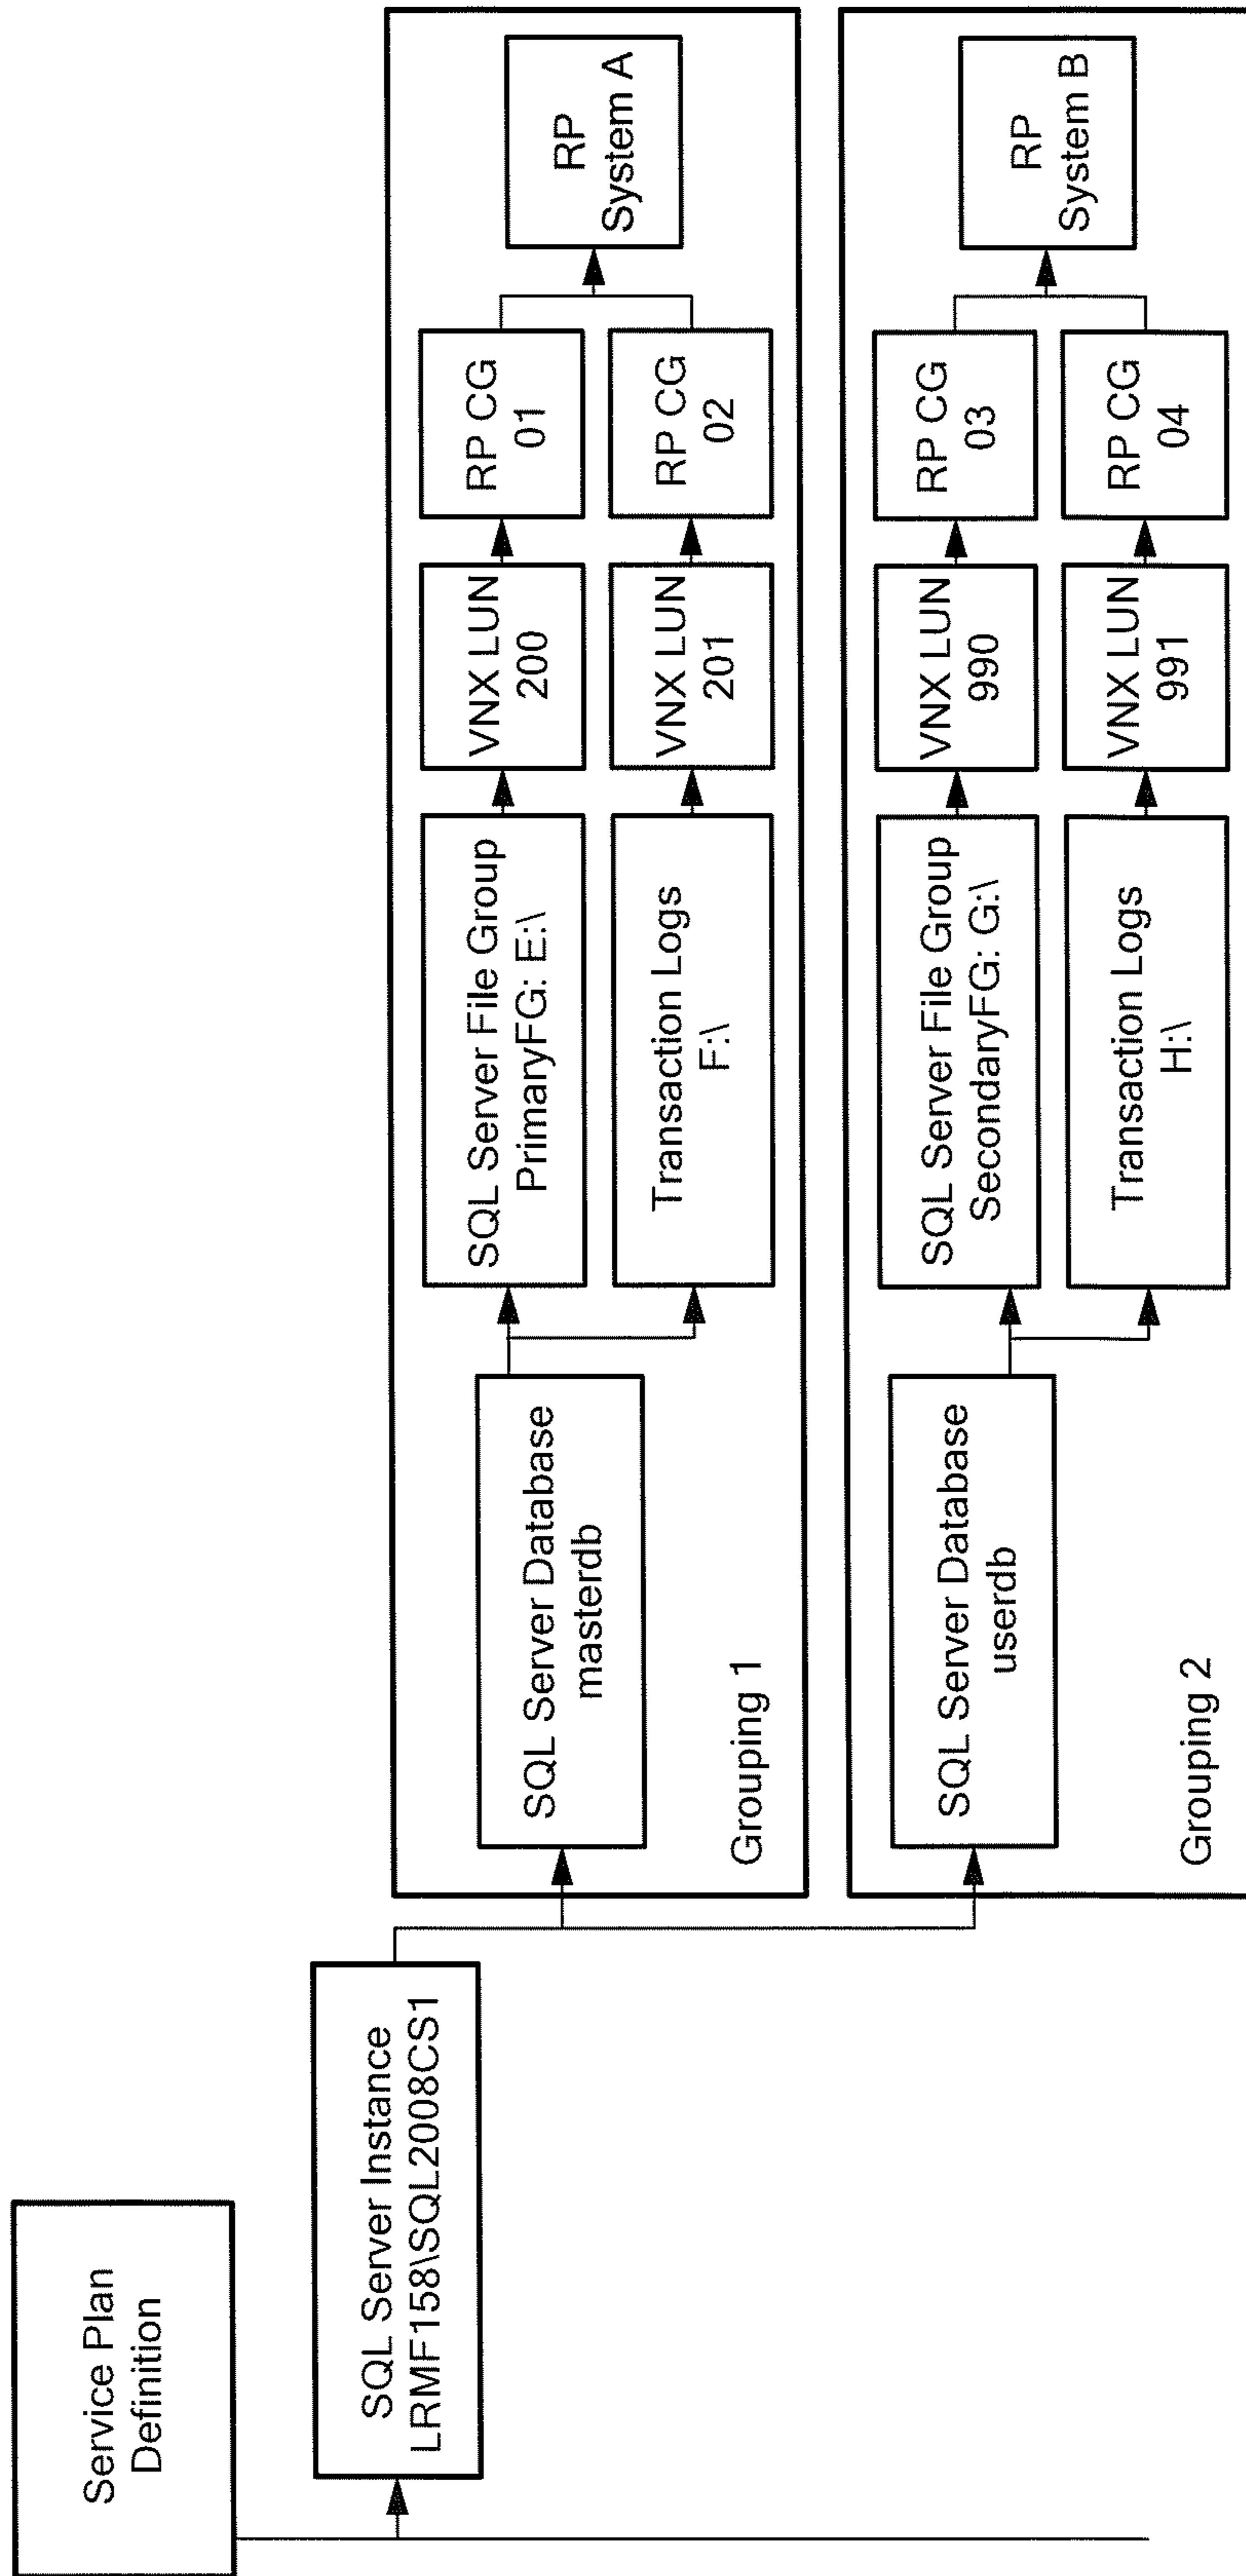 Service Plan
Definition
SQL Server Instance
LRMF158\SQL2008CS1
SQL Server Database
masterdb
SQL Server File Group
PrimaryFG: E:\
VNX LUN
200
RP CG
01
Transaction Logs
F:\
VNX LUN
201
RP CG
02
RP
System A
Grouping 1
SQL Server Database
userdb
SQL Server File Group
SecondaryFG: G:\
VNX LUN
990
RP CG
03
Transaction Logs
H:\
VNX LUN
991
RP CG
04
RP
System B
Grouping 2